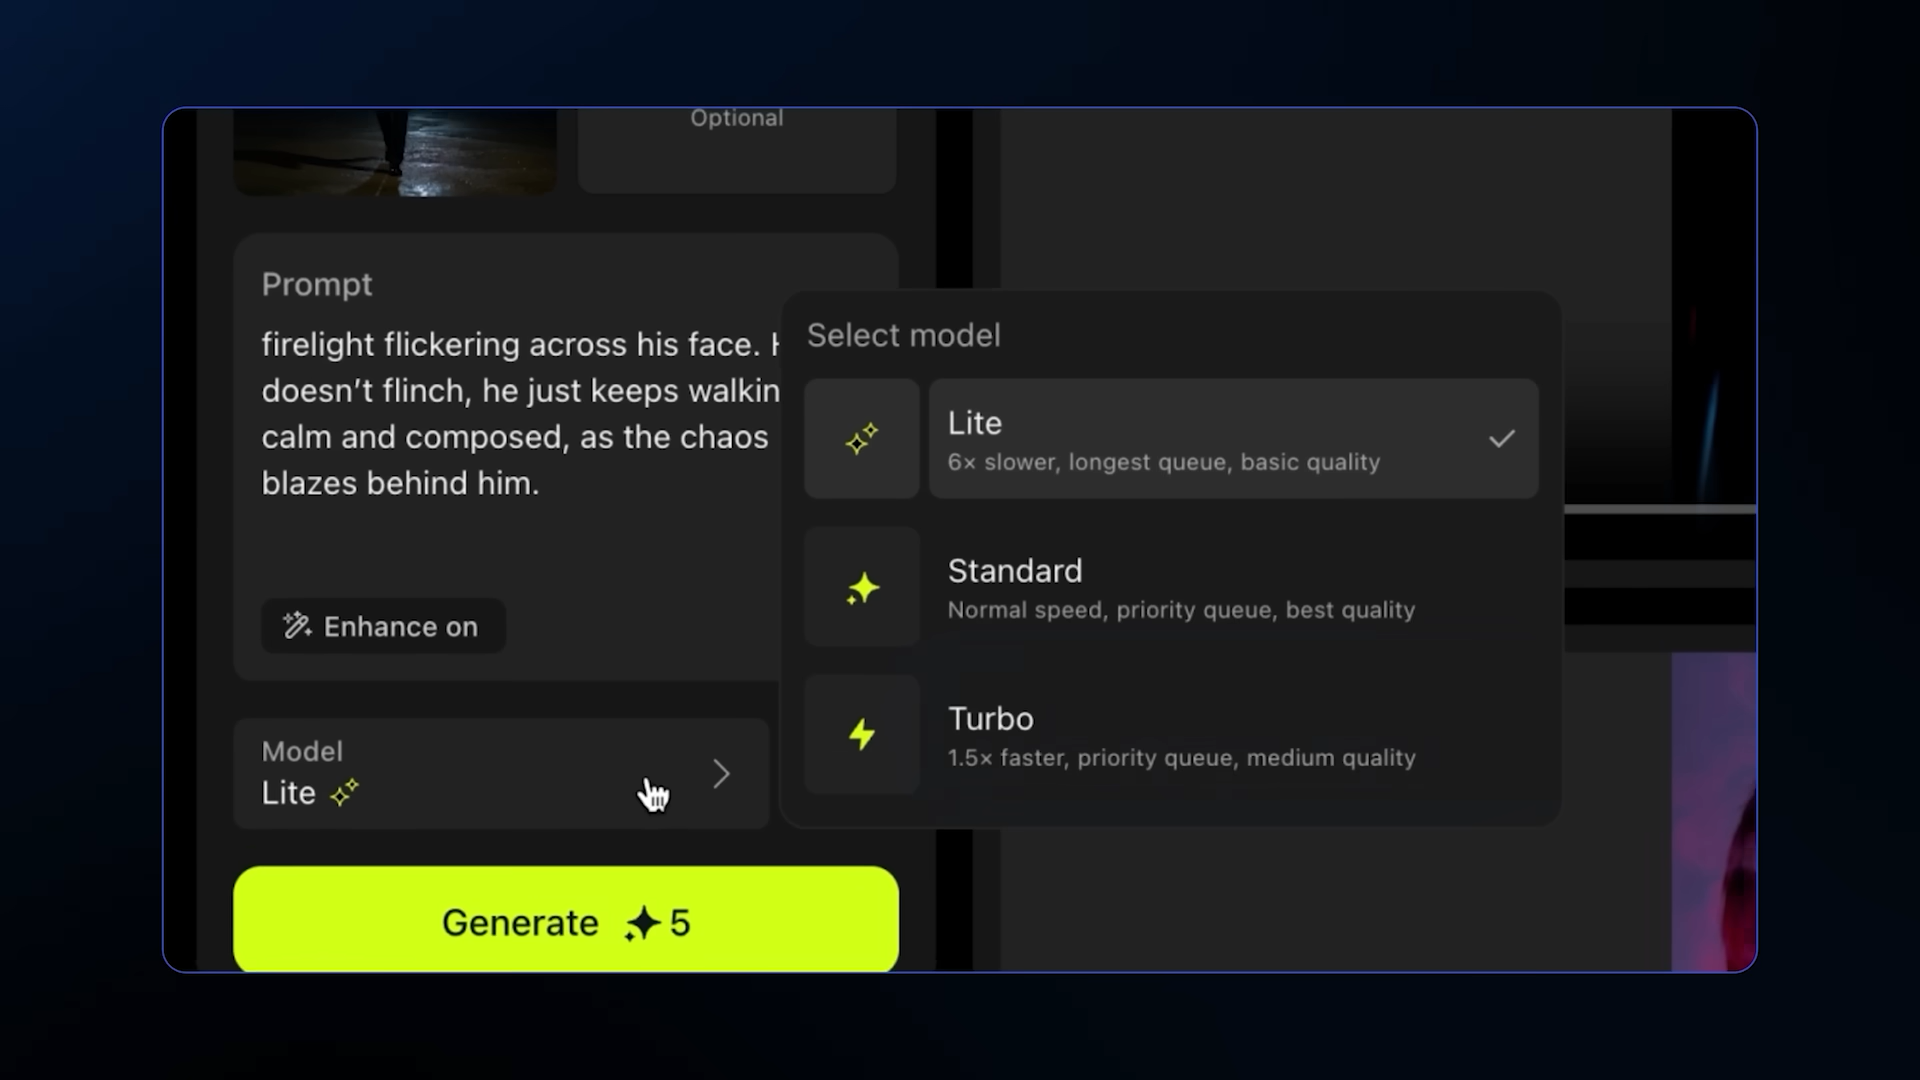 Optional
Prompt
firelight flickering across his face.
doesn’t flinch, he just keeps walkin
calm and composed, as the chaos
blazes behind him.
Enhance on
Model
Lite
Generate 5
Select model
Lite
6× slower, longest queue, basic quality
Standard
Normal speed, priority queue, best quality
Turbo
1.5× faster, priority queue, medium quality